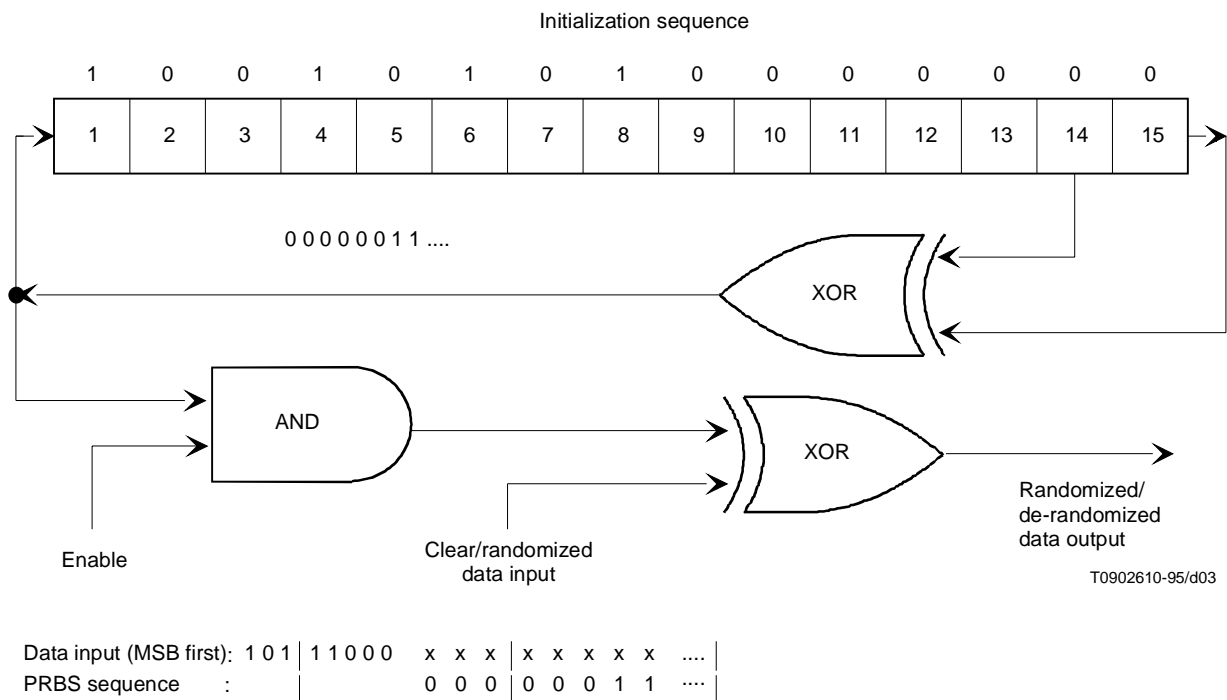 Initialization sequence
1 0 0 1 0 1 0 1 0 0 0 0 0 0 0
1 2 3 4 5 6 7 8 9 10 11 12 13 14 15
0 0 0 0 0 0 1 1 ....
XOR
AND
XOR
Enable
Clear/randomized
data input
Randomized/
de-randomized
data output
T0902610-95/d03
Data input (MSB first): 1 0 1 | 1 1 0 0 0 x x x | x x x x x .... |
PRBS sequence : | 0 0 0 | 0 0 0 1 1 .... |